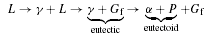 L → γ + L → γ + G_f → α + P + G_f
eutectic eutectoid